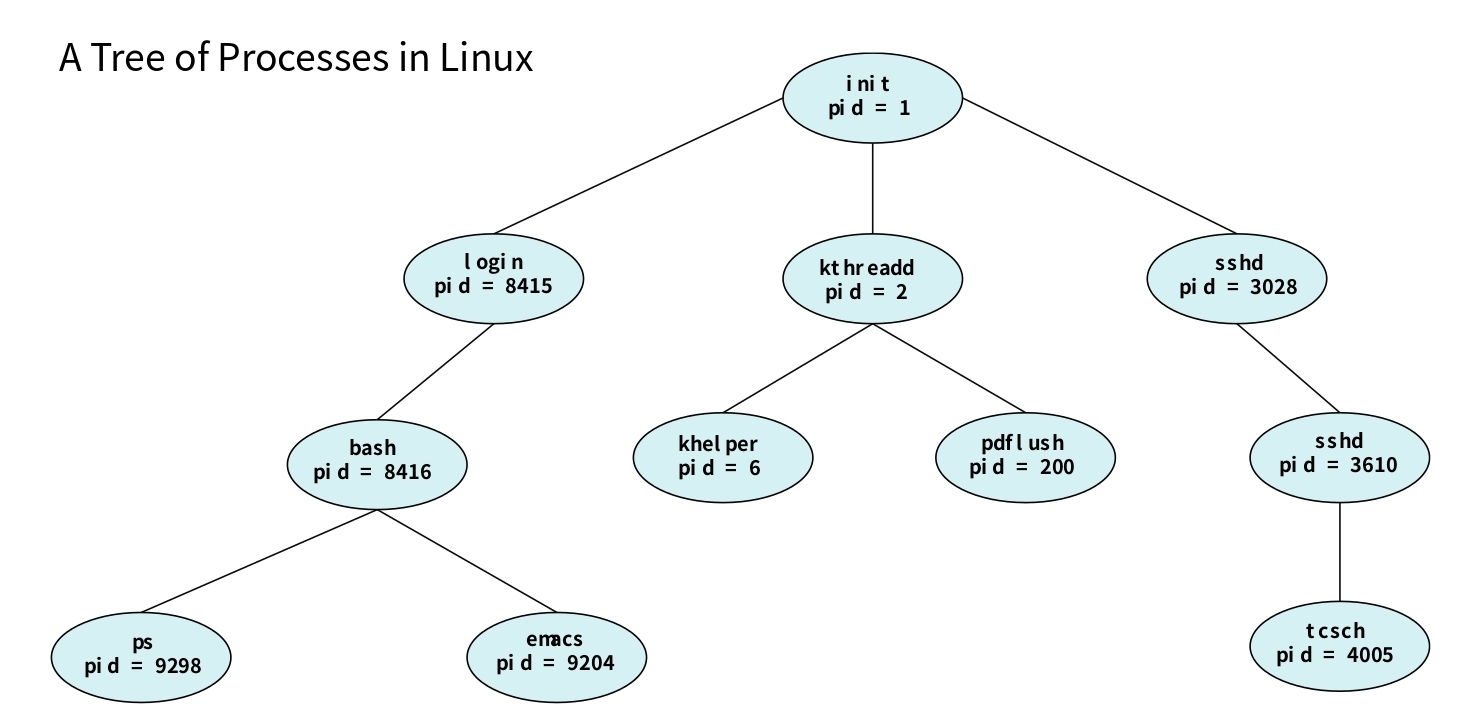 A Tree of Processes in Linux
init
pid = 1
login
pid = 8415
kthreadd
pid = 2
sshd
pid = 3028
bash
pid = 8416
khelper
pid = 6
pdflush
pid = 200
sshd
pid = 3610
ps
pid = 9298
emacs
pid = 9204
tcsch
pid = 4005